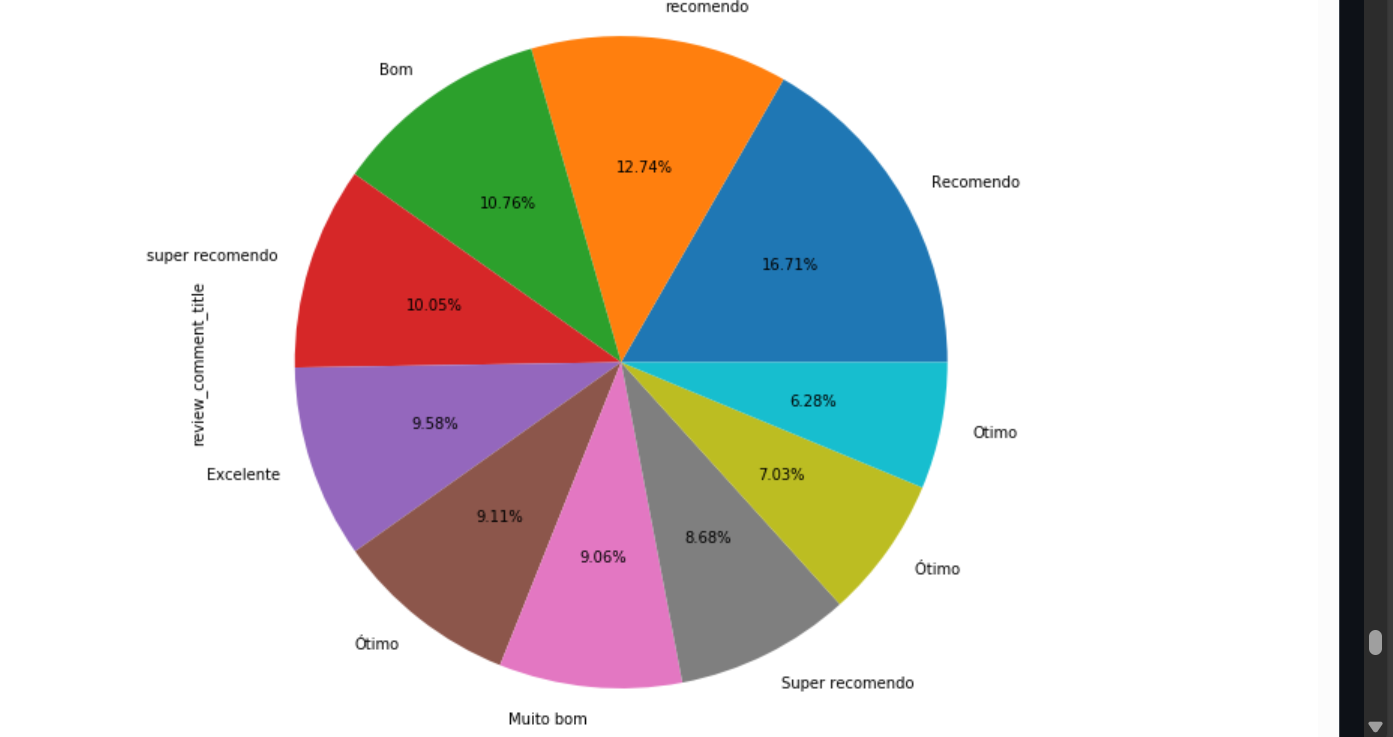 recomendo
Bom
12.74%
Recomendo
10.76%
super recomendo
16.71%
10.05%
review_comment_title
6.28%
9.58%
Otimo
Excelente
7.03%
9.11%
8.68%
9.06%
Ótimo
Ótimo
Super recomendo
Muito bom